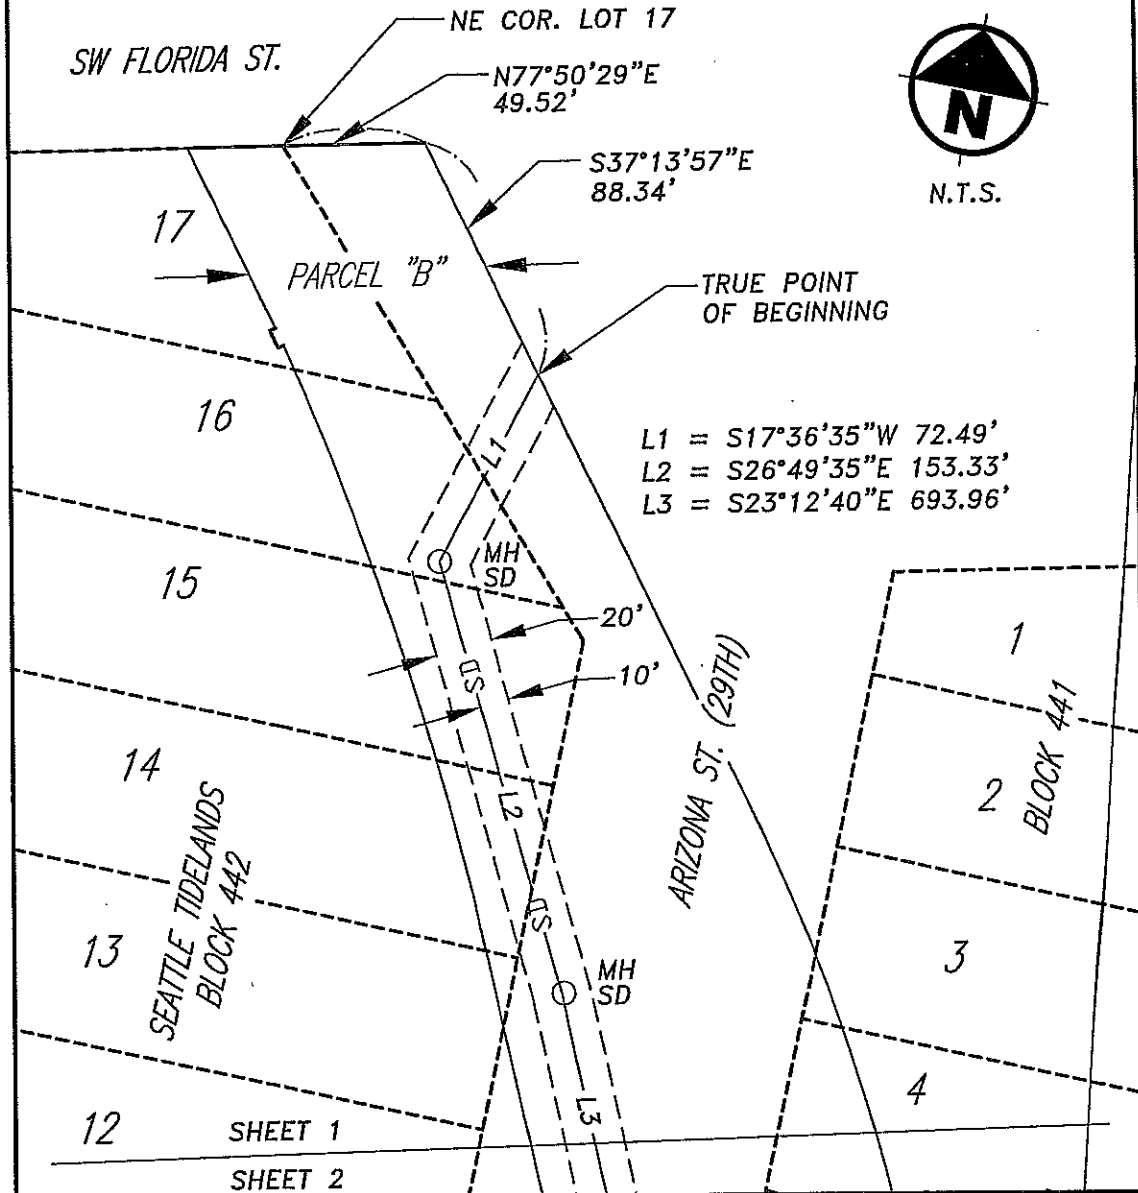 NE COR. LOT 17
SW FLORIDA ST.
N77°50'29"E
49.52'
N
N.T.S.
S37°13'57"E
88.34'
17
PARCEL "B"
TRUE POINT
OF BEGINNING
16
L1
L1 = S17°36'35"W 72.49'
L2 = S26°49'35"E 153.33'
L3 = S23°12'40"E 693.96'
MH
SD
15
20'
SD
10'
1
ARIZONA ST. (29TH)
BLOCK 441
14
L2
2
SEATTLE TIDELANDS
BLOCK 442
SD
13
3
MH
SD
4
L3
12
SHEET 1
SHEET 2